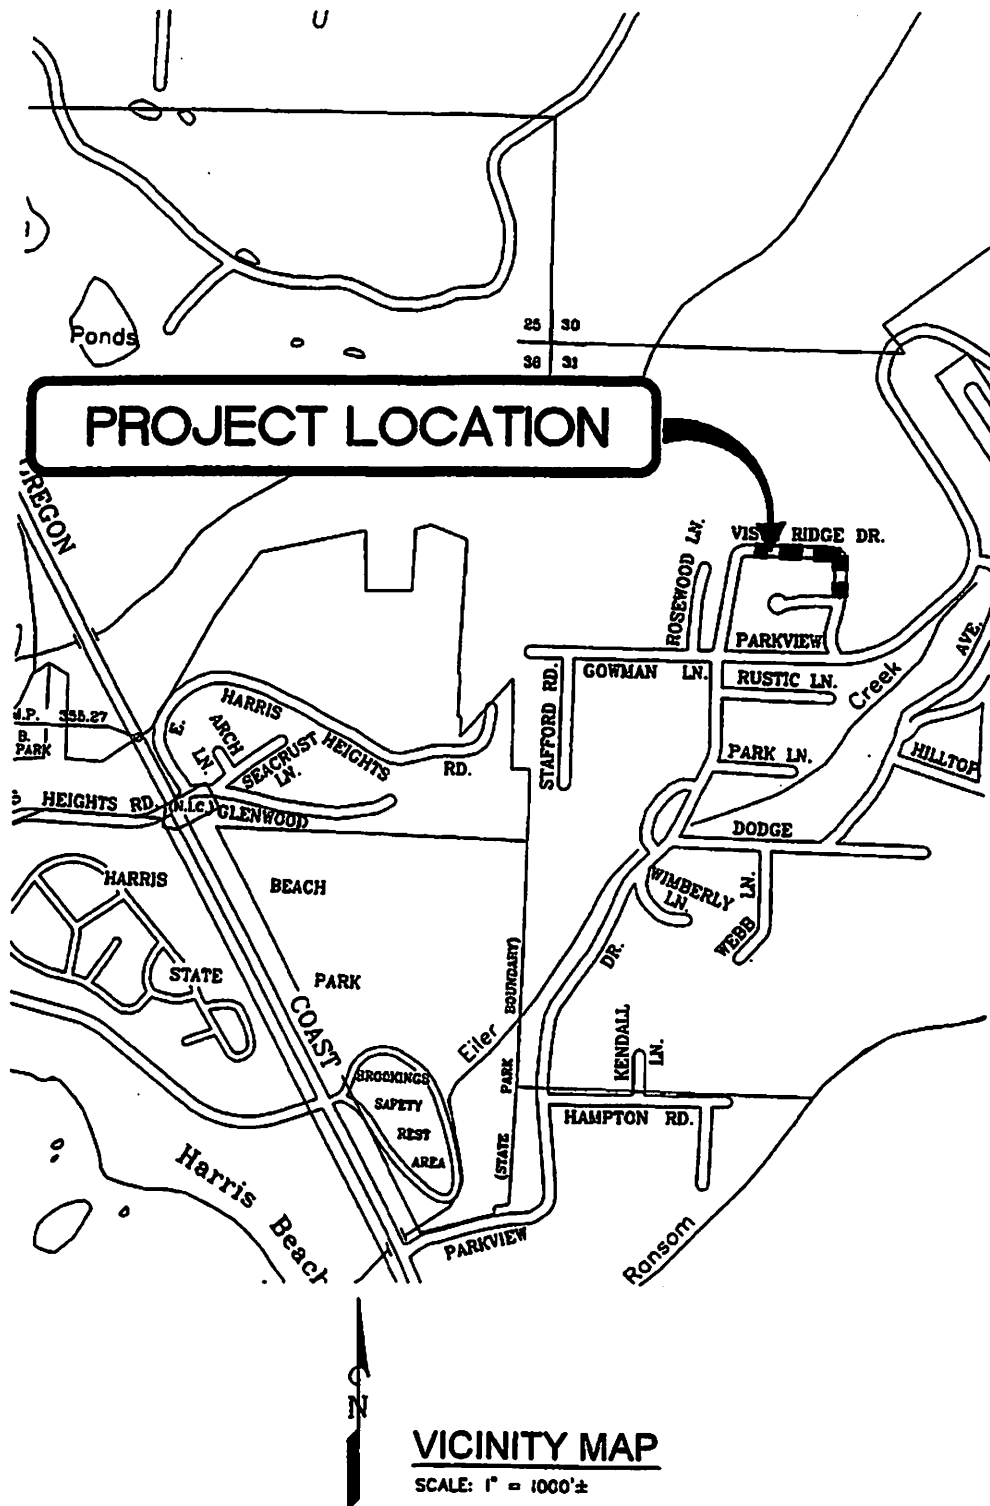 U
Ponds
25 30
36 31
PROJECT LOCATION
OREGON
VIS RIDGE DR.
ROSEWOOD LN.
PARKVIEW
GOWMAN LN.
RUSTIC LN.
STAFFORD RD.
Creek
AVE.
HARRIS
E.
ARCH
LN.
SEACRUST
LN.
HEIGHTS
RD.
M.P. 355.27
B.
PARK
PARK LN.
HILLTOP
HEIGHTS RD.
(N.I.C.)
GLENWOOD
DODGE
HARRIS
BEACH
WIMBERLY
LN.
WEBB LN.
STATE
PARK
DR.
COAST
Eiler
(STATE PARK BOUNDARY)
KENDALL
LN.
BROOKINGS
SAFETY
REST
AREA
HAMPTON RD.
Harris Beach
PARKVIEW
Ransom
N
VICINITY MAP
SCALE: 1" = 1000'±